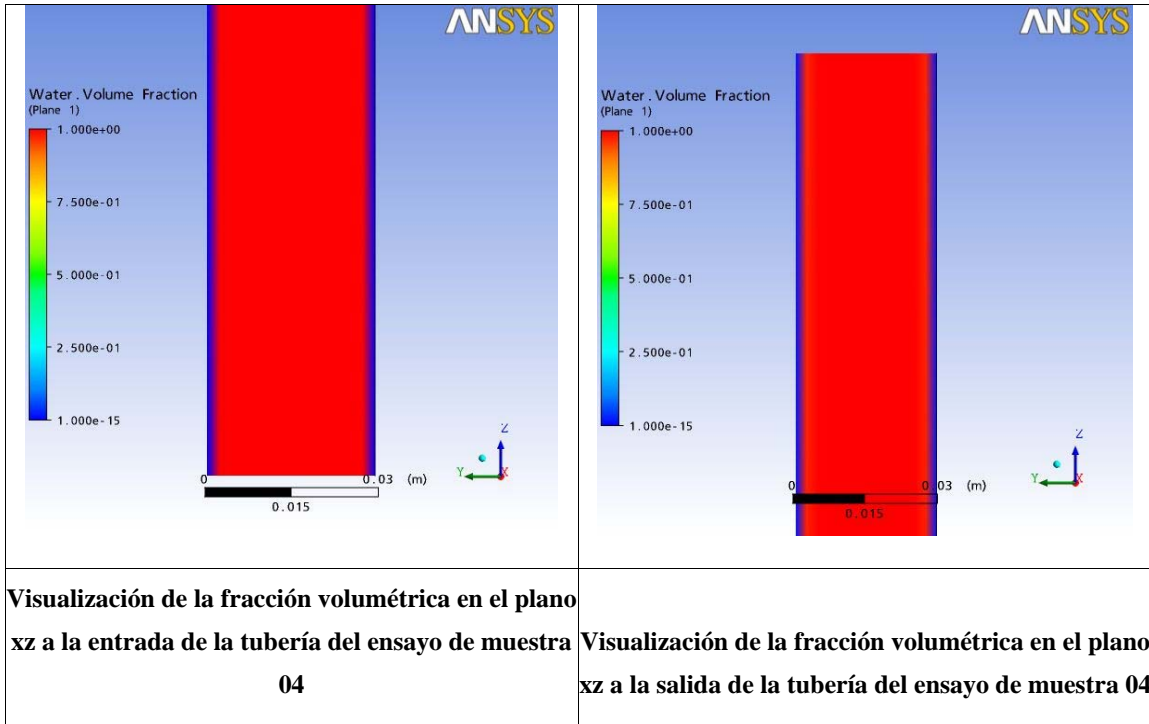 ANSYS
Water.Volume Fraction
(Plane 1)
1.000e+00
7.500e-01
5.000e-01
2.500e-01
1.000e-15
Z
Y
X
0
0.03
(m)
0.015
Visualización de la fracción volumétrica en el plano
xz a la entrada de la tubería del ensayo de muestra
04
ANSYS
Water.Volume Fraction
(Plane 1)
1.000e+00
7.500e-01
5.000e-01
2.500e-01
1.000e-15
Z
Y
X
0
0.03
(m)
0.015
Visualización de la fracción volumétrica en el plano
xz a la salida de la tubería del ensayo de muestra 04